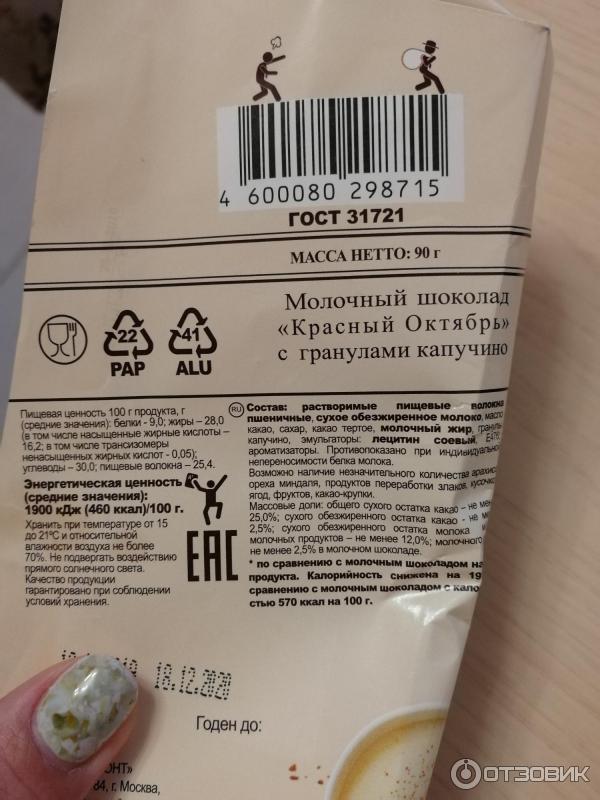 4 600080 298715
ГОСТ 31721
МАССА НЕТТО: 90 г
Молочный шоколад
«Красный Октябрь»
с гранулами капучино
22
PAP
41
ALU
Пищевая ценность 100 г продукта, г
(средние значения): белки - 9,0; жиры – 28,0
(в том числе насыщенные жирные кислоты –
16,2; в том числе трансизомеры
ненасыщенных жирных кислот - 0,05);
углеводы – 30,0; пищевые волокна – 25,4.
Энергетическая ценность
(средние значения):
1900 кДж (460 ккал)/100 г.
Хранить при температуре от 15
до 21ºС и относительной
влажности воздуха не более
70%. Не подвергать воздействию
прямого солнечного света.
Качество продукции
гарантировано при соблюдении
условий хранения.
EAC
RU
Состав: растворимые пищевые волокна
пшеничные, сухое обезжиренное молоко, масло
какао, сахар, какао тертое, молочный жир,
капучино, эмульгаторы: лецитин соевый, Е476,
ароматизаторы. Противопоказано при индивидуальной
непереносимости белка молока.
Возможно наличие незначительного количества арахиса,
ореха миндаля, продуктов переработки злаков,
ягод, фруктов, какао-крупки.
Массовые доли: общего сухого остатка какао – не
25,0%; сухого обезжиренного остатка какао - не
2,5%; сухого обезжиренного остатка молока
молочных продуктов – не менее 12,0%; молочного
не менее 2,5% в молочном шоколаде.
* по сравнению с молочным шоколадом на
продукта. Калорийность снижена на 19
сравнению с молочным шоколадом с
стью 570 ккал на 100 г.
18.12.2020
Годен до:
ОНТ»
84, г. Москва,
ОТЗОВИК